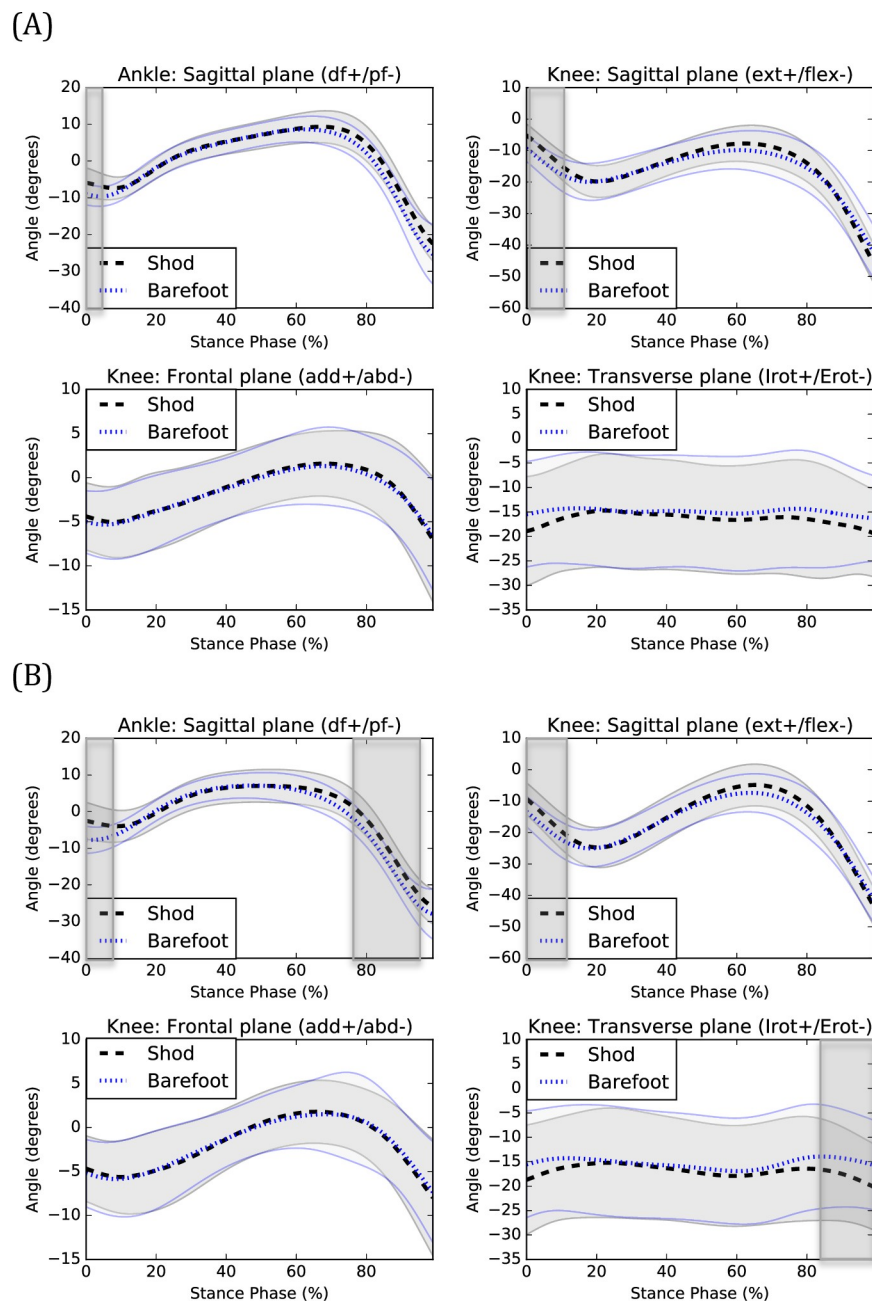 (A)
Ankle: Sagittal plane (df+/pf-)
20
10
0
−10
−20
−30
−40
Angle (degrees)
Shod
Barefoot
0 20 40 60 80
Stance Phase (%)
Knee: Sagittal plane (ext+/flex-)
10
0
−10
−20
−30
−40
−50
−60
Angle (degrees)
Shod
Barefoot
0 20 40 60 80
Stance Phase (%)
Knee: Frontal plane (add+/abd-)
10
5
0
−5
−10
−15
Angle (degrees)
Shod
Barefoot
0 20 40 60 80
Stance Phase (%)
Knee: Transverse plane (Irot+/Erot-)
10
5
0
−5
−10
−15
−20
−25
−30
−35
Angle (degrees)
Shod
Barefoot
0 20 40 60 80
Stance Phase (%)
(B)
Ankle: Sagittal plane (df+/pf-)
20
10
0
−10
−20
−30
−40
Angle (degrees)
Shod
Barefoot
0 20 40 60 80
Stance Phase (%)
Knee: Sagittal plane (ext+/flex-)
10
0
−10
−20
−30
−40
−50
−60
Angle (degrees)
Shod
Barefoot
0 20 40 60 80
Stance Phase (%)
Knee: Frontal plane (add+/abd-)
10
5
0
−5
−10
−15
Angle (degrees)
Shod
Barefoot
0 20 40 60 80
Stance Phase (%)
Knee: Transverse plane (Irot+/Erot-)
10
5
0
−5
−10
−15
−20
−25
−30
−35
Angle (degrees)
Shod
Barefoot
0 20 40 60 80
Stance Phase (%)